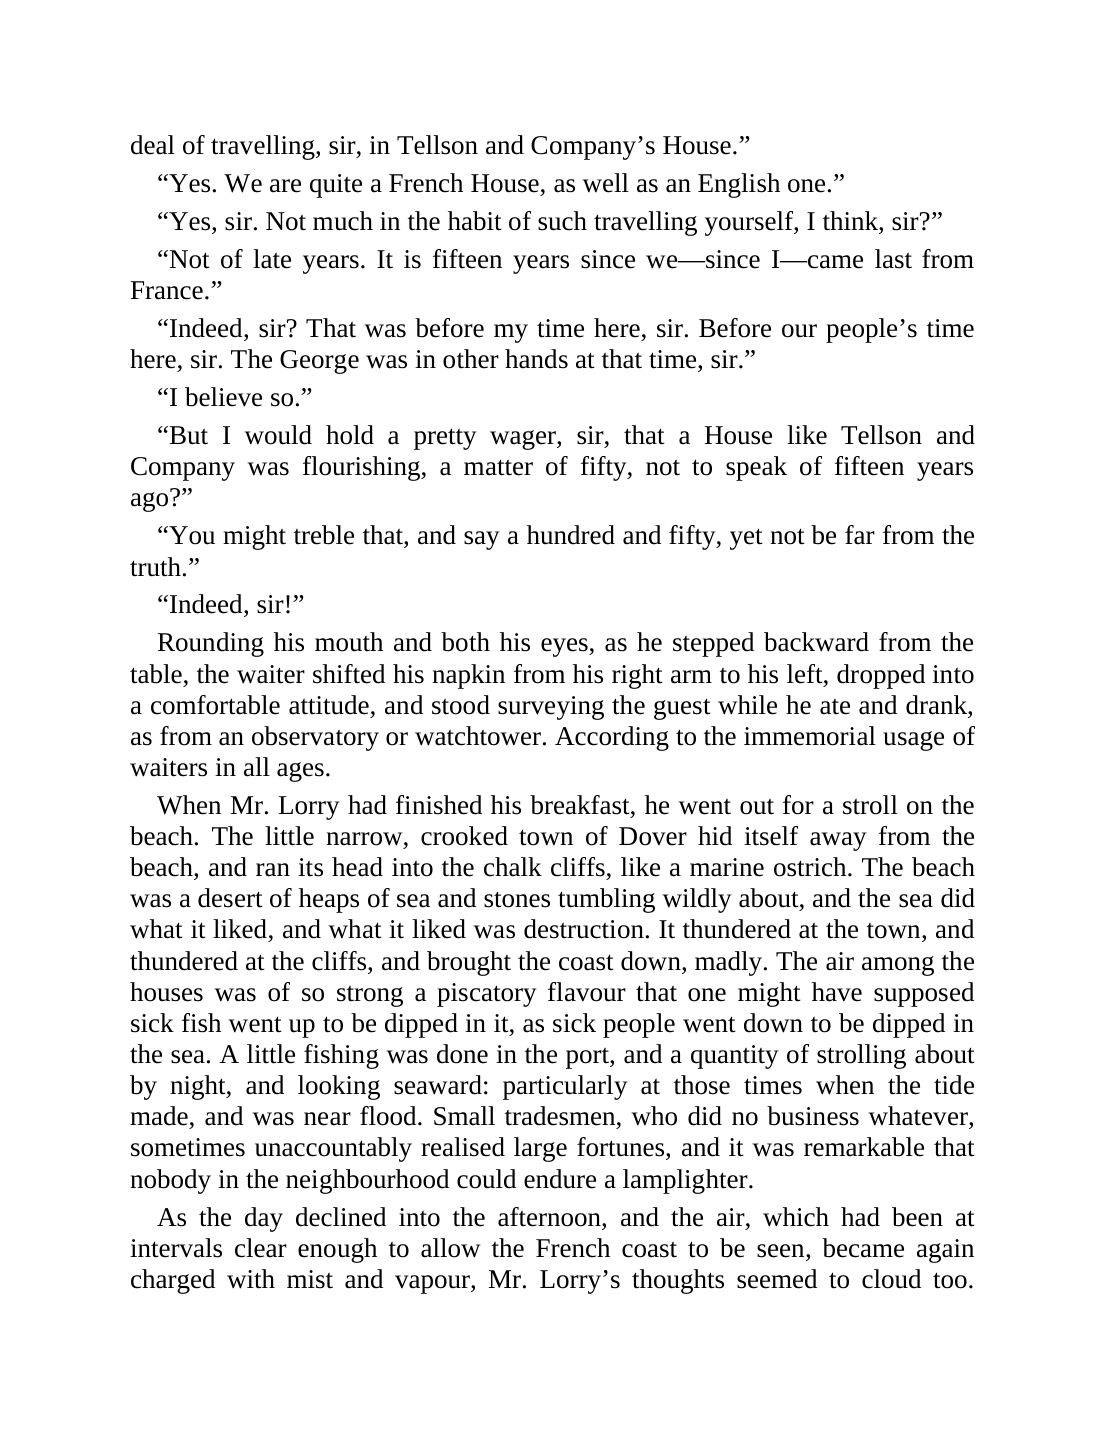 deal of travelling, sir, in Tellson and Company’s House.”
“Yes. We are quite a French House, as well as an English one.”
“Yes, sir. Not much in the habit of such travelling yourself, I think, sir?”
“Not of late years. It is fifteen years since we—since I—came last from
France.”
“Indeed, sir? That was before my time here, sir. Before our people’s time
here, sir. The George was in other hands at that time, sir.”
“I believe so.”
“But I would hold a pretty wager, sir, that a House like Tellson and
Company was flourishing, a matter of fifty, not to speak of fifteen years
ago?”
“You might treble that, and say a hundred and fifty, yet not be far from the
truth.”
“Indeed, sir!”
Rounding his mouth and both his eyes, as he stepped backward from the
table, the waiter shifted his napkin from his right arm to his left, dropped into
a comfortable attitude, and stood surveying the guest while he ate and drank,
as from an observatory or watchtower. According to the immemorial usage of
waiters in all ages.
When Mr. Lorry had finished his breakfast, he went out for a stroll on the
beach. The little narrow, crooked town of Dover hid itself away from the
beach, and ran its head into the chalk cliffs, like a marine ostrich. The beach
was a desert of heaps of sea and stones tumbling wildly about, and the sea did
what it liked, and what it liked was destruction. It thundered at the town, and
thundered at the cliffs, and brought the coast down, madly. The air among the
houses was of so strong a piscatory flavour that one might have supposed
sick fish went up to be dipped in it, as sick people went down to be dipped in
the sea. A little fishing was done in the port, and a quantity of strolling about
by night, and looking seaward: particularly at those times when the tide
made, and was near flood. Small tradesmen, who did no business whatever,
sometimes unaccountably realised large fortunes, and it was remarkable that
nobody in the neighbourhood could endure a lamplighter.
As the day declined into the afternoon, and the air, which had been at
intervals clear enough to allow the French coast to be seen, became again
charged with mist and vapour, Mr. Lorry’s thoughts seemed to cloud too.